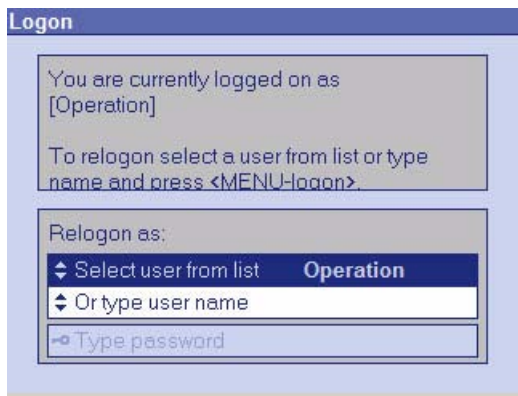 Logon
You are currently logged on as
[Operation]
To relogon select a user from list or type
name and press <MENU-logon>.
Relogon as:
Select user from list Operation
Or type user name
Type password